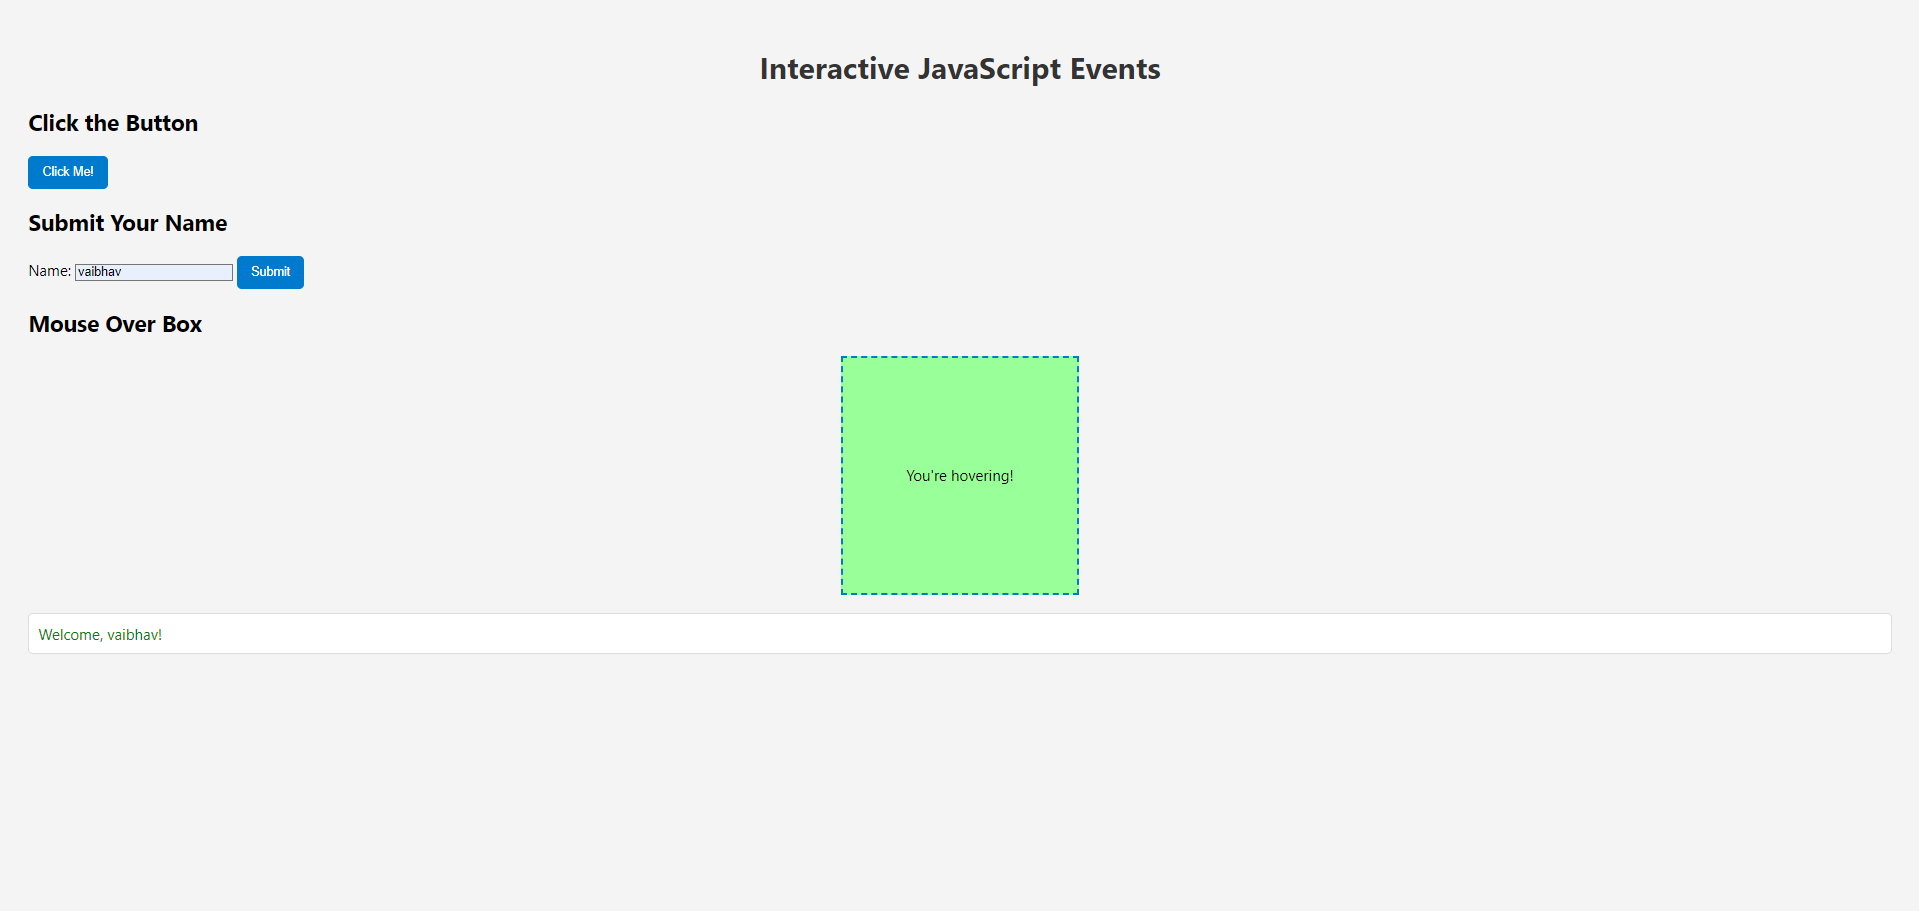 Interactive JavaScript Events
Click the Button
Click Me!
Submit Your Name
Name: vaibhav Submit
Mouse Over Box
You're hovering!
Welcome, vaibhav!